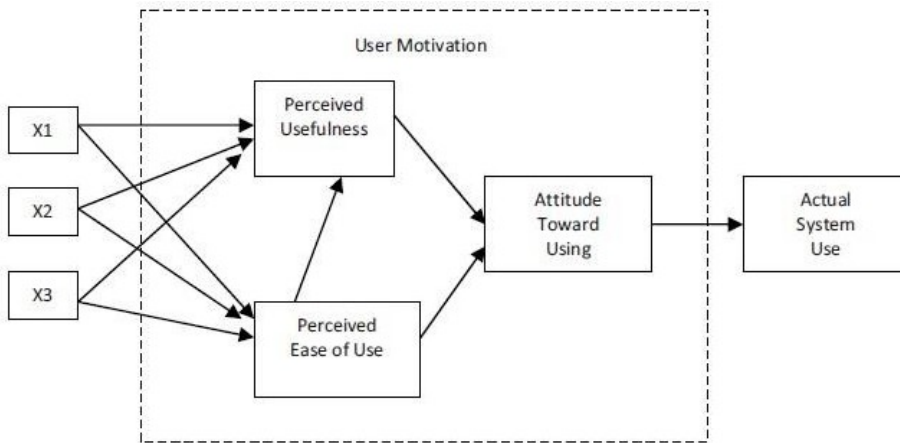 User Motivation
X1
X2
X3
Perceived
Usefulness
Perceived
Ease of Use
Attitude
Toward
Using
Actual
System
Use